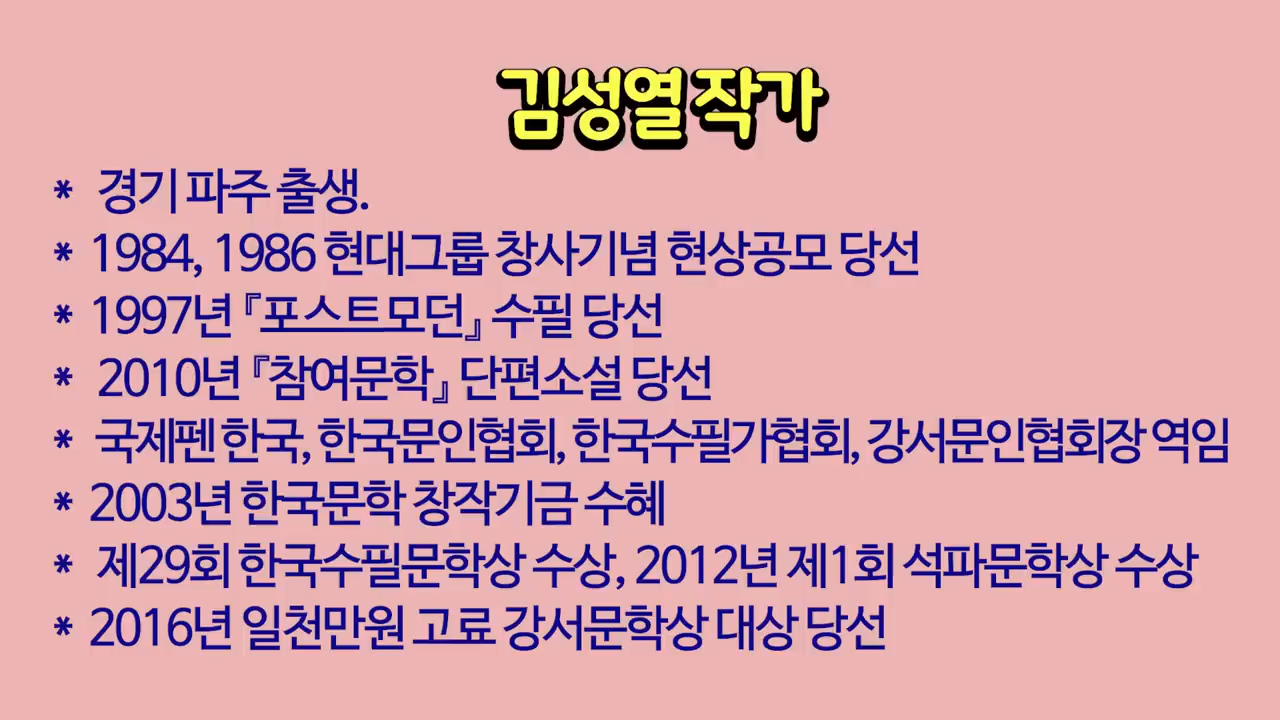 김성열 작가
* 경기 파주 출생.
* 1984, 1986 현대그룹 창사기념 현상공모 당선
* 1997년 『포스트모던』 수필 당선
* 2010년 『참여문학』 단편소설 당선
* 국제펜 한국, 한국문인협회, 한국수필가협회, 강서문인협회장 역임
* 2003년 한국문학 창작기금 수혜
* 제29회 한국수필문학상 수상, 2012년 제1회 석파문학상 수상
* 2016년 일천만원 고료 강서문학상 대상 당선